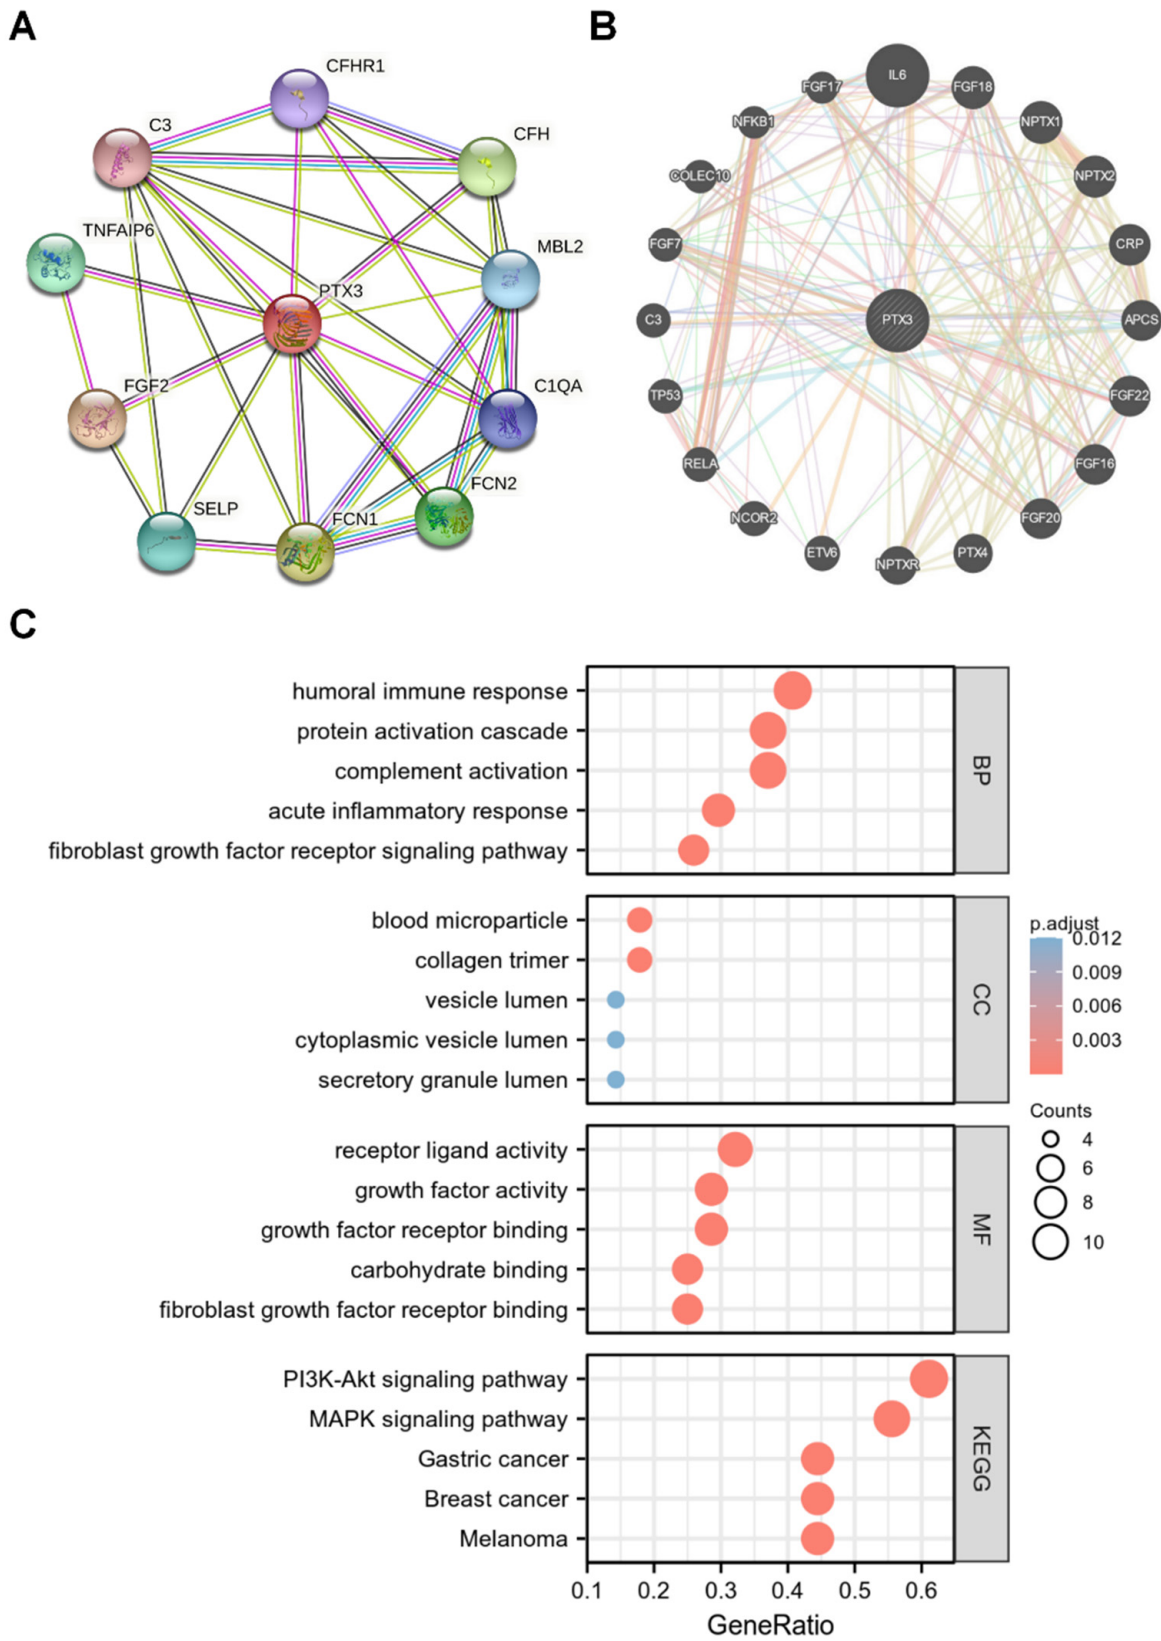 A
CFHR1
C3
CFH
TNFAIP6
MBL2
PTX3
FGF2
C1QA
SELP
FCN1
FCN2
B
IL6
FGF17
FGF18
NFKB1
NPTX1
COLEC10
NPTX2
FGF7
CRP
C3
PTX3
APCS
TP53
FGF22
RELA
FGF16
NCOR2
FGF20
ETV6
PTX4
NPTXR
C
humoral immune response
protein activation cascade
complement activation
acute inflammatory response
fibroblast growth factor receptor signaling pathway
BP
blood microparticle
collagen trimer
vesicle lumen
cytoplasmic vesicle lumen
secretory granule lumen
CC
receptor ligand activity
growth factor activity
growth factor receptor binding
carbohydrate binding
fibroblast growth factor receptor binding
MF
PI3K-Akt signaling pathway
MAPK signaling pathway
Gastric cancer
Breast cancer
Melanoma
KEGG
0.1 0.2 0.3 0.4 0.5 0.6
GeneRatio
p.adjust
0.012
0.009
0.006
0.003
Counts
4
6
8
10